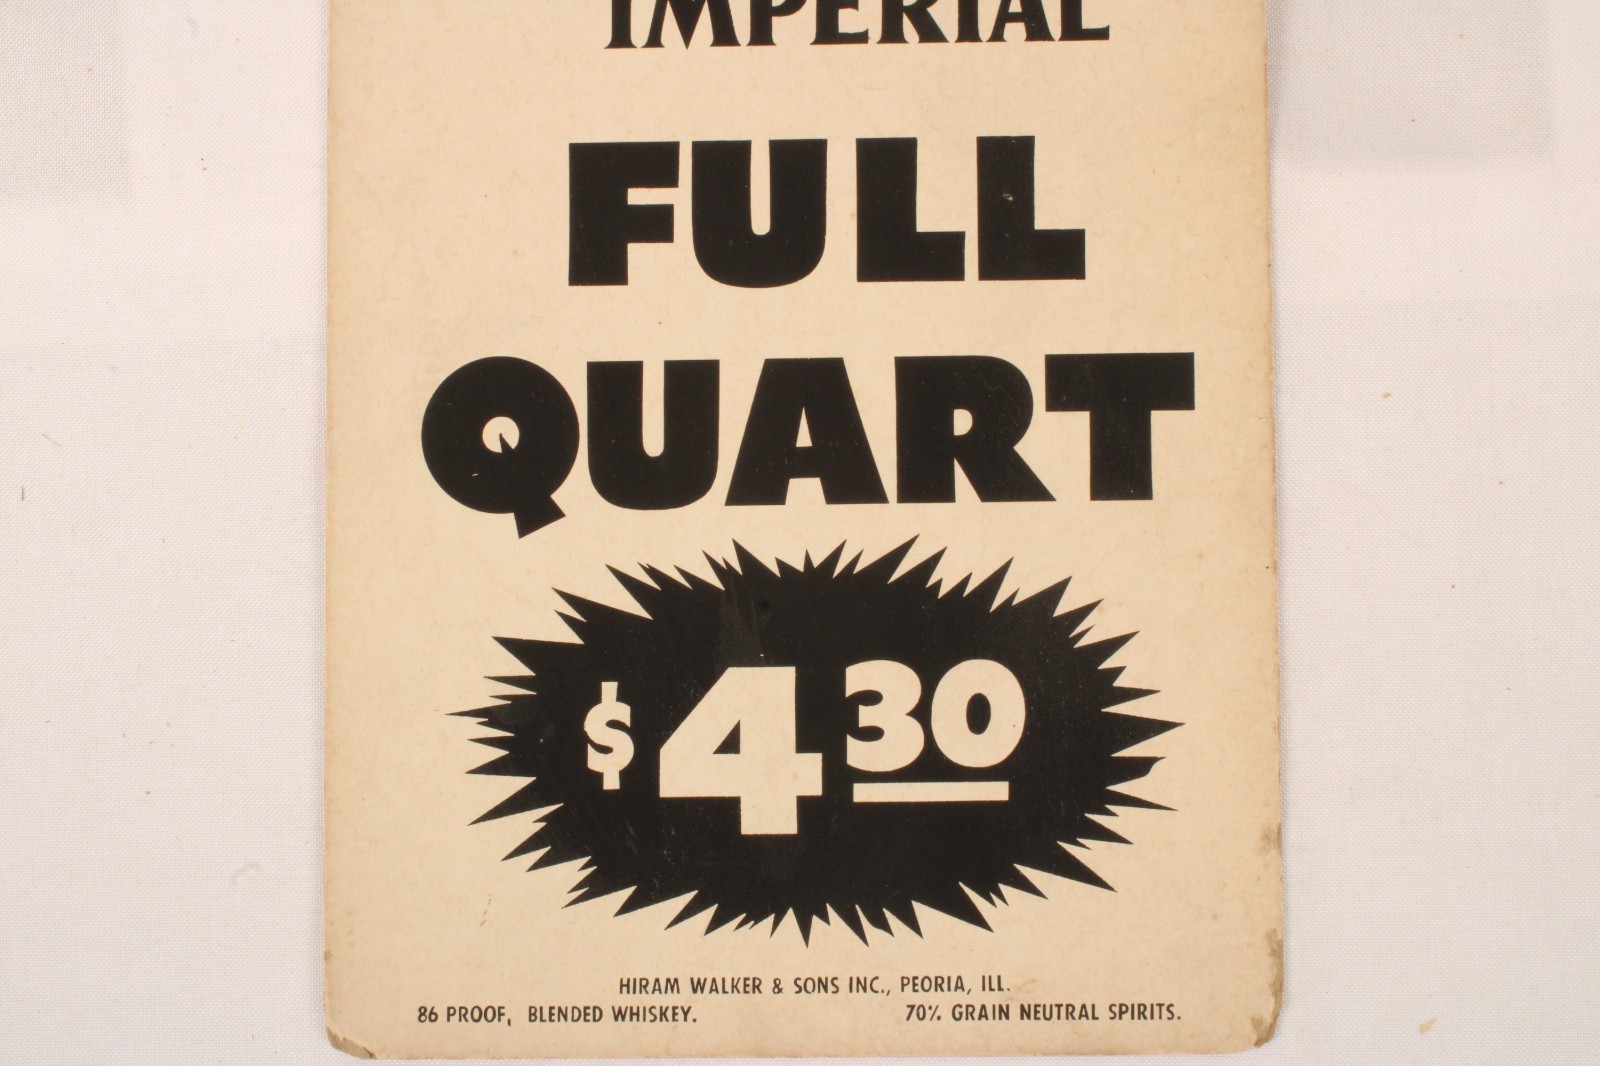 IMPERIAL
FULL
QUART
$4 30
HIRAM WALKER & SONS INC., PEORIA, ILL.
86 PROOF, BLENDED WHISKEY. 70% GRAIN NEUTRAL SPIRITS.